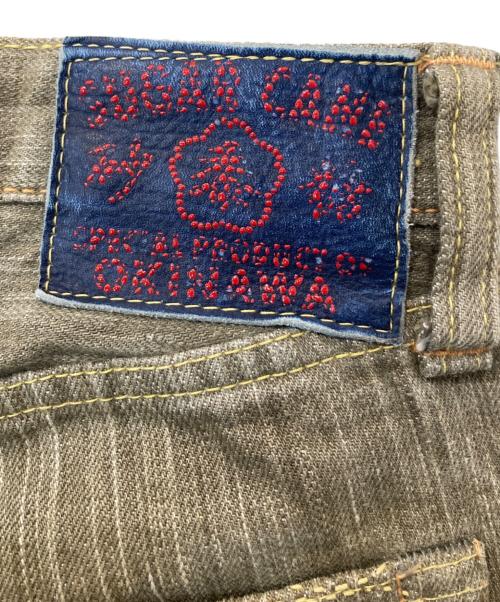 SUGAR CANE
SPECIAL PRODUCT OF
OKINAWA